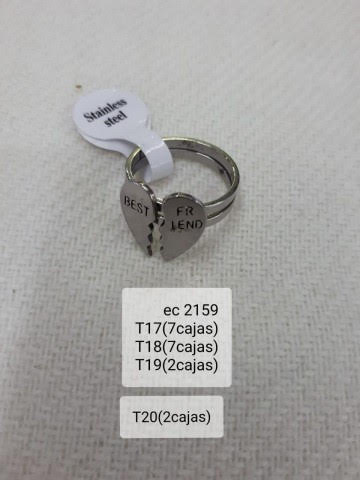 Stainless
steel
BEST
FR
IEND
ec 2159
T17(7cajas)
T18(7cajas)
T19(2cajas)
T20(2cajas)